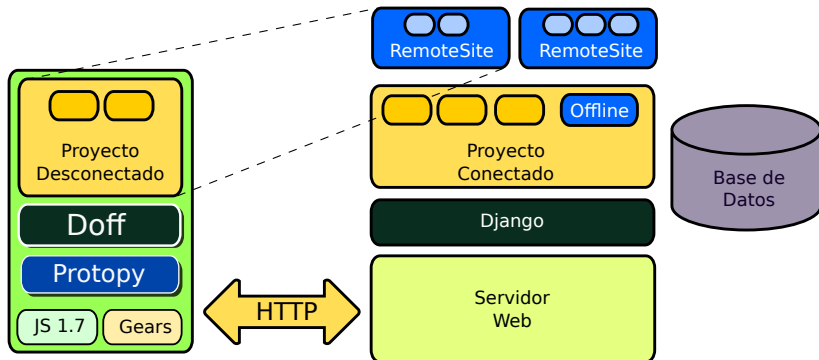 RemoteSite
RemoteSite
Offline
Proyecto
Desconectado
Proyecto
Conectado
Base de
Datos
Doff
Django
Protopy
HTTP
Servidor
Web
JS 1.7
Gears